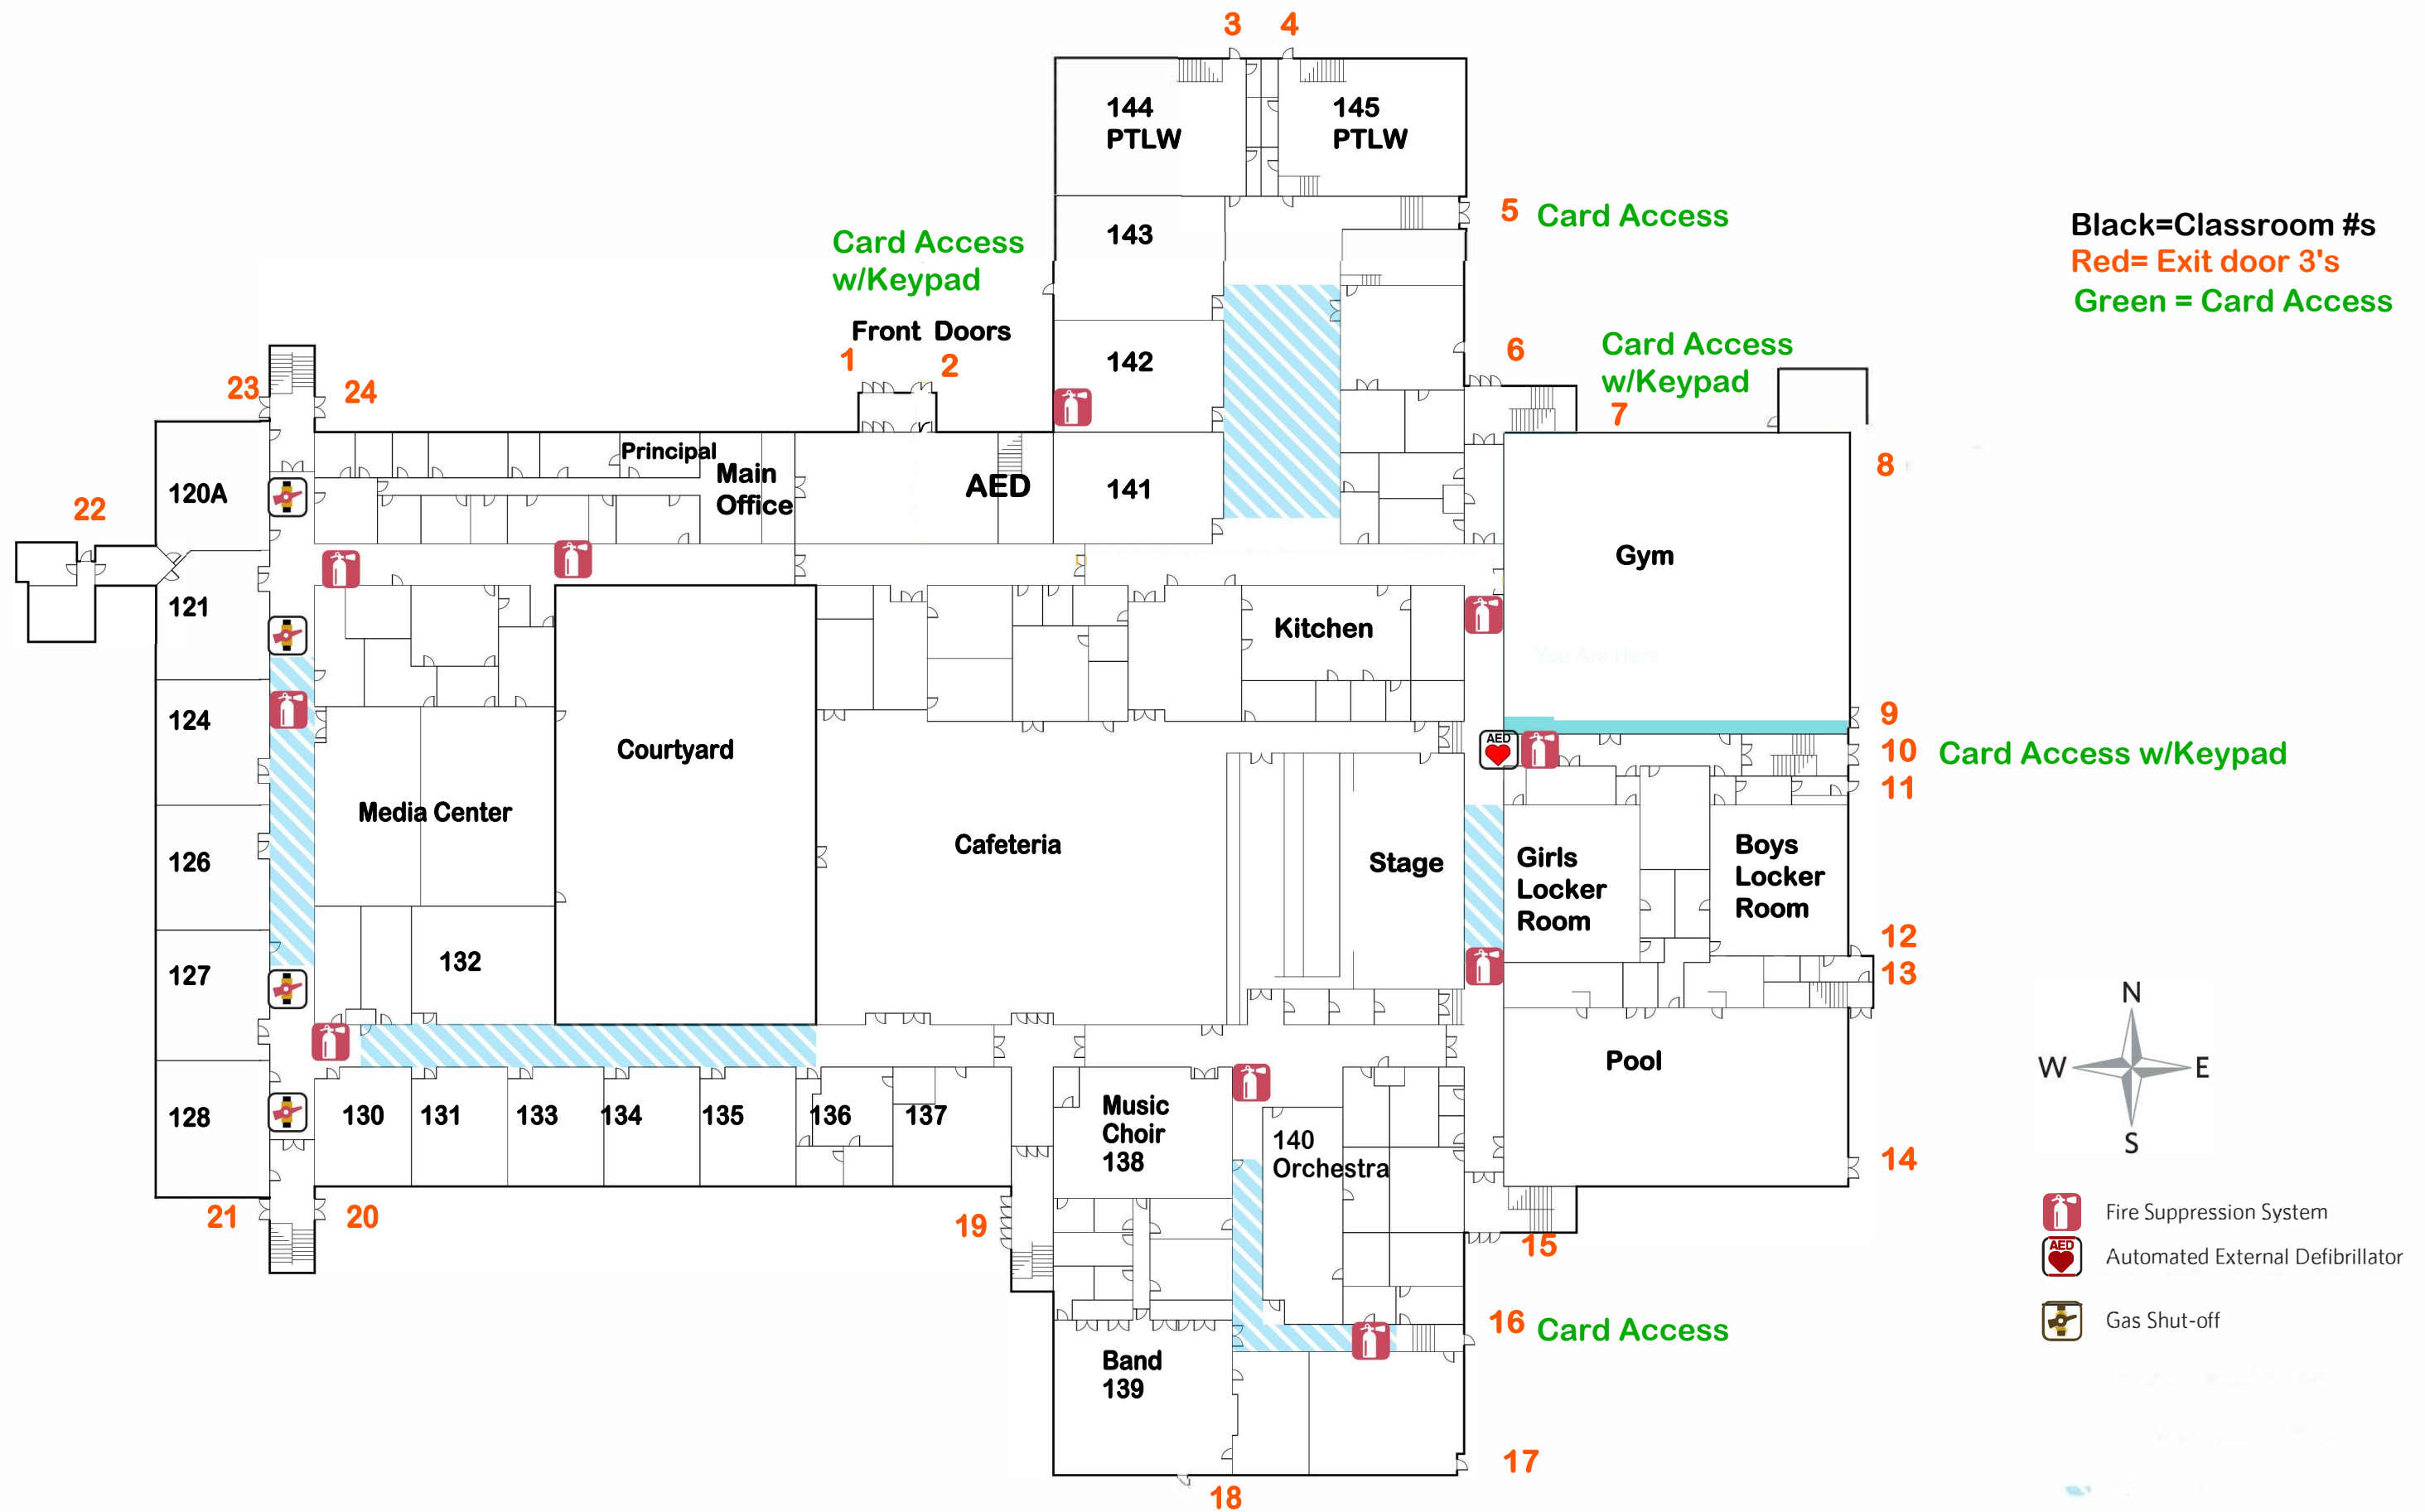 3 4
144
PTLW
145
PTLW
5 Card Access
Black=Classroom #s
Red= Exit door 3's
Green = Card Access
143
Card Access
w/Keypad
Front Doors
1
2
142
6
Card Access
w/Keypad
7
23
24
Principal
Main
Office
AED
141
8
120A
22
Gym
121
Kitchen
You Are Here
124
Courtyard
9
AED
10 Card Access w/Keypad
11
Media Center
Cafeteria
Stage
Girls
Locker
Room
Boys
Locker
Room
126
132
127
12
13
N
W
E
S
Pool
128
130
131
133
134
135
136
137
Music
Choir
138
140
Orchestra
14
21
20
19
15
Fire Suppression System
AED
Automated External Defibrillator
Gas Shut-off
16 Card Access
Band
139
17
18